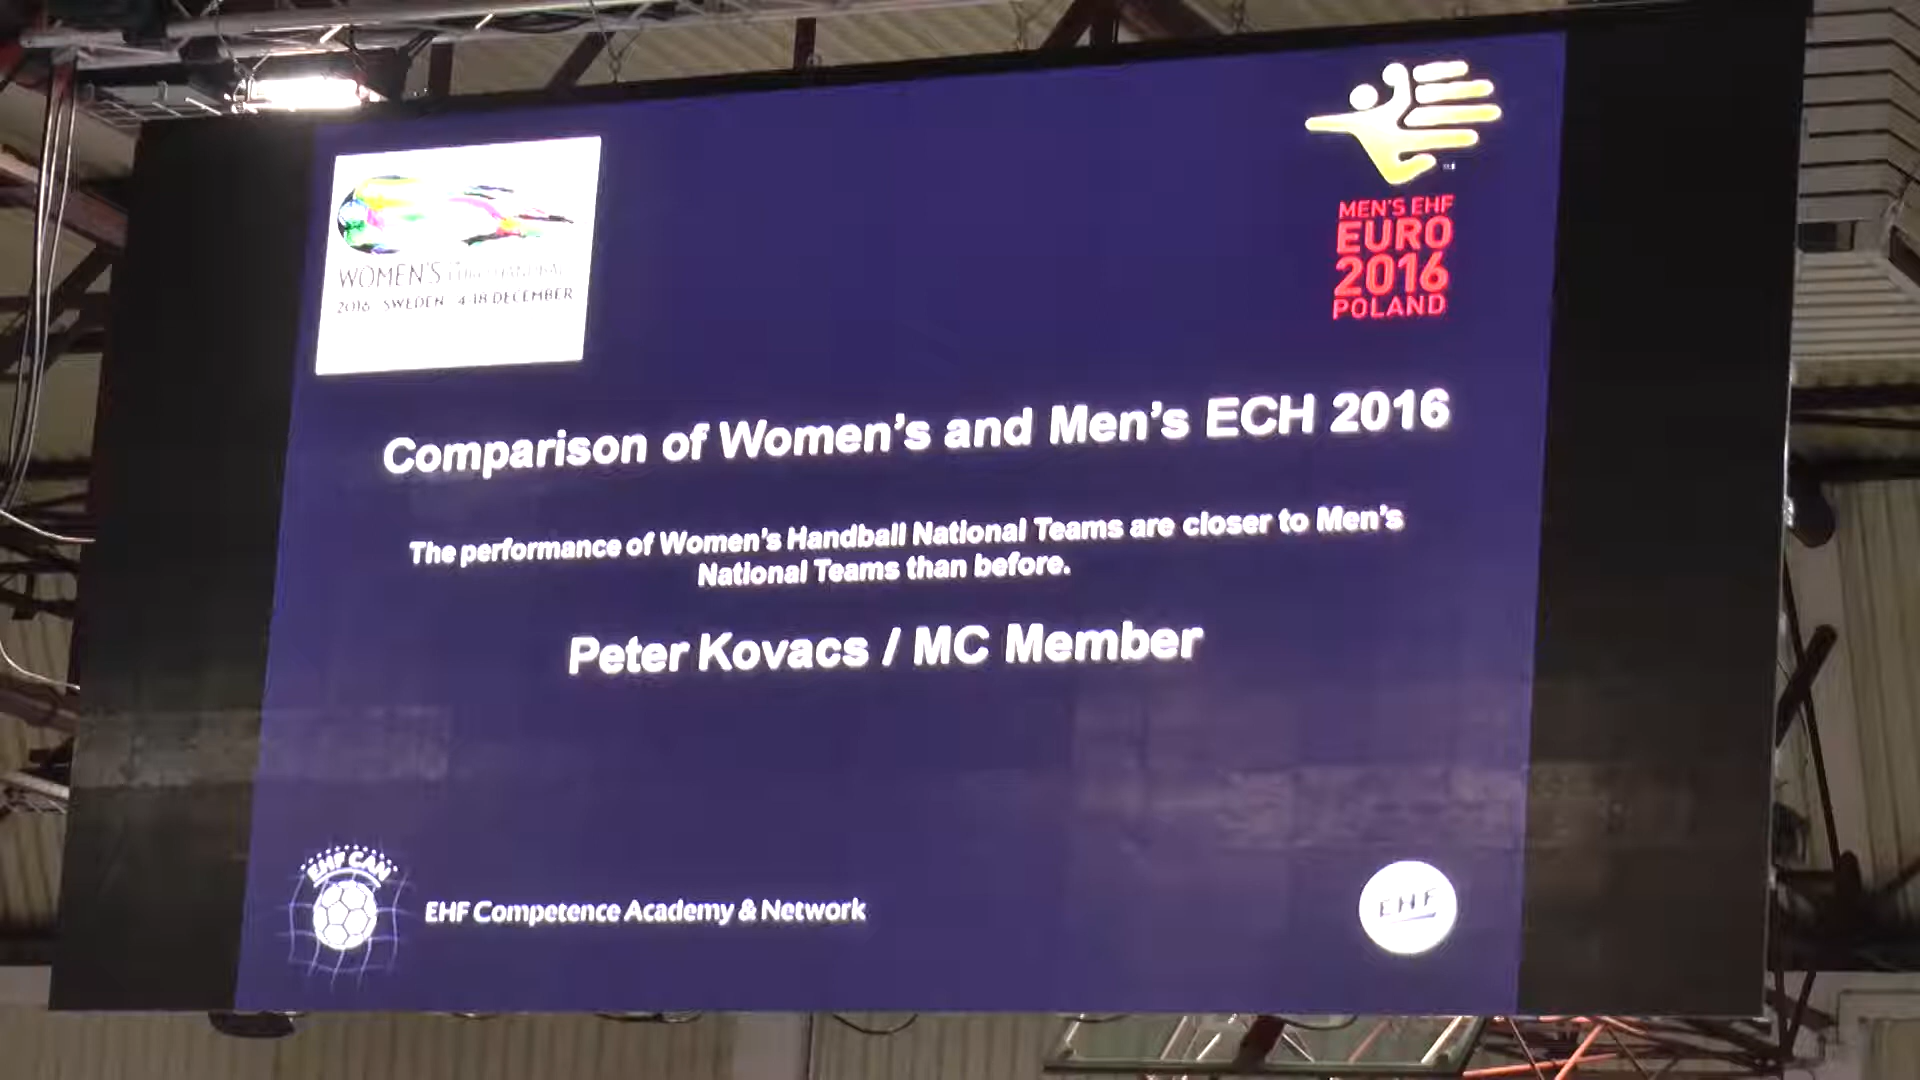 WOMEN'S
2016 SWEDEN 4-18 DECEMBER
MEN'S EHF
EURO
2016
POLAND
Comparison of Women's and Men's ECH 2016
The performance of Women's Handball National Teams are closer to Men's
National Teams than before.
Peter Kovacs / MC Member
EHF CAN
EHF Competence Academy & Network
EHF